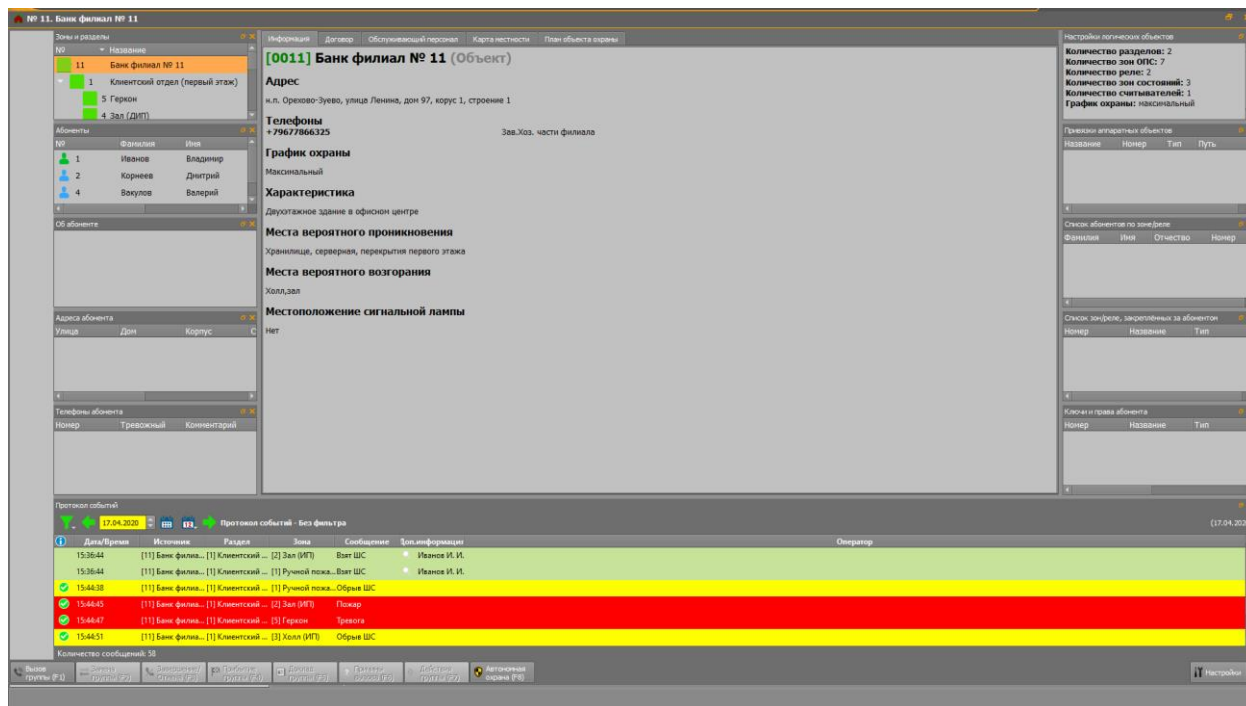 № 11. Банк филиал № 11
Зоны и разделы
№ Название
11 Банк филиал № 11
1 Клиентский отдел (первый этаж)
5 Геркон
4 Зал (ДИП)
Абоненты
№ Фамилия Имя
1 Иванов Владимир
2 Корнеев Дмитрий
4 Вакулов Валерий
Об абоненте
Адреса абонента
Улица Дом Корпус С
Телефоны абонента
Номер Тревожный Комментарий
Информация Договор Обслуживающий персонал Карта местности План объекта охраны
[0011] Банк филиал № 11 (Объект)
Адрес
н.п. Орехово-Зуево, улица Ленина, дом 97, корус 1, строение 1
Телефоны
+79677866325 Зав.Хоз. части филиала
График охраны
Максимальный
Характеристика
Двухэтажное здание в офисном центре
Места вероятного проникновения
Хранилище, серверная, перекрытия первого этажа
Места вероятного возгорания
Холл,зал
Местоположение сигнальной лампы
Нет
Настройки логических объектов
Количество разделов: 2
Количество зон ОПС: 7
Количество реле: 2
Количество зон состояний: 3
Количество считывателей: 1
График охраны: максимальный
Привязки аппаратных объектов
Название Номер Тип Путь
Список абонентов по зоне/реле
Фамилия Имя Отчество Номер
Список зон/реле, закреплённых за абонентом
Номер Название Тип
Ключи и права абонента
Номер Название Тип
Протокол событий
17.04.2020 12 Протокол событий - Без фильтра (17.04.202
Дата/Время Источник Раздел Зона Сообщение Доп.информация Оператор
15:36:44 [11] Банк филиа... [1] Клиентский ... [2] Зал (ИП) Взят ШС Иванов И. И.
15:36:44 [11] Банк филиа... [1] Клиентский ... [1] Ручной пожа... Взят ШС Иванов И. И.
15:44:38 [11] Банк филиа... [1] Клиентский ... [1] Ручной пожа... Обрыв ШС
15:44:45 [11] Банк филиа... [1] Клиентский ... [2] Зал (ИП) Пожар
15:44:47 [11] Банк филиа... [1] Клиентский ... [5] Геркон Тревога
15:44:51 [11] Банк филиа... [1] Клиентский ... [3] Холл (ИП) Обрыв ШС
Количество сообщений: 58
Вызов группы (F1) Прибытие группы Действия группы (F7) Автономная охрана (F8) Настройки